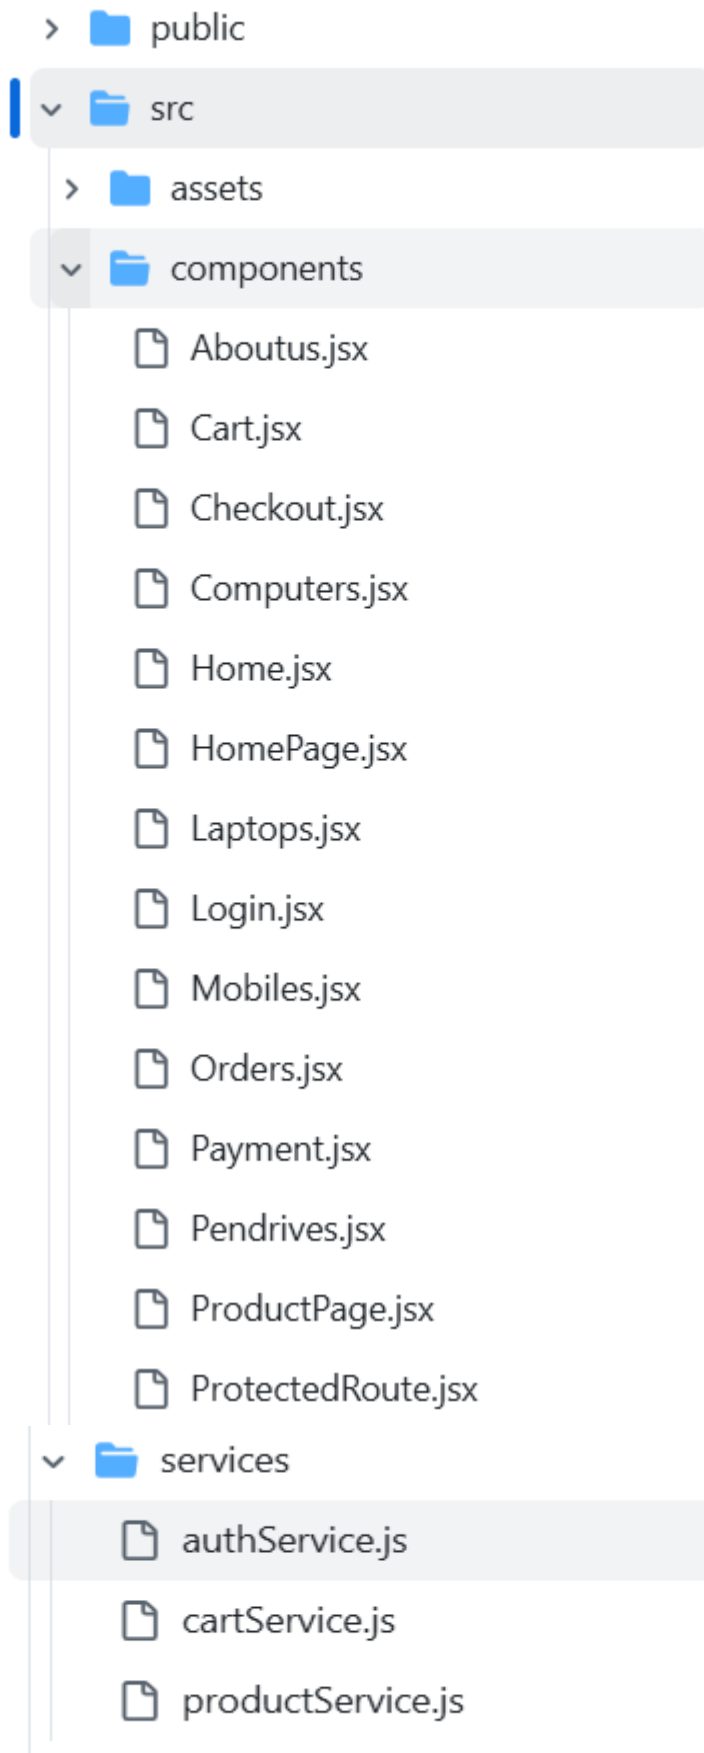 public
src
assets
components
Aboutus.jsx
Cart.jsx
Checkout.jsx
Computers.jsx
Home.jsx
HomePage.jsx
Laptops.jsx
Login.jsx
Mobiles.jsx
Orders.jsx
Payment.jsx
Pendrives.jsx
ProductPage.jsx
ProtectedRoute.jsx
services
authService.js
cartService.js
productService.js